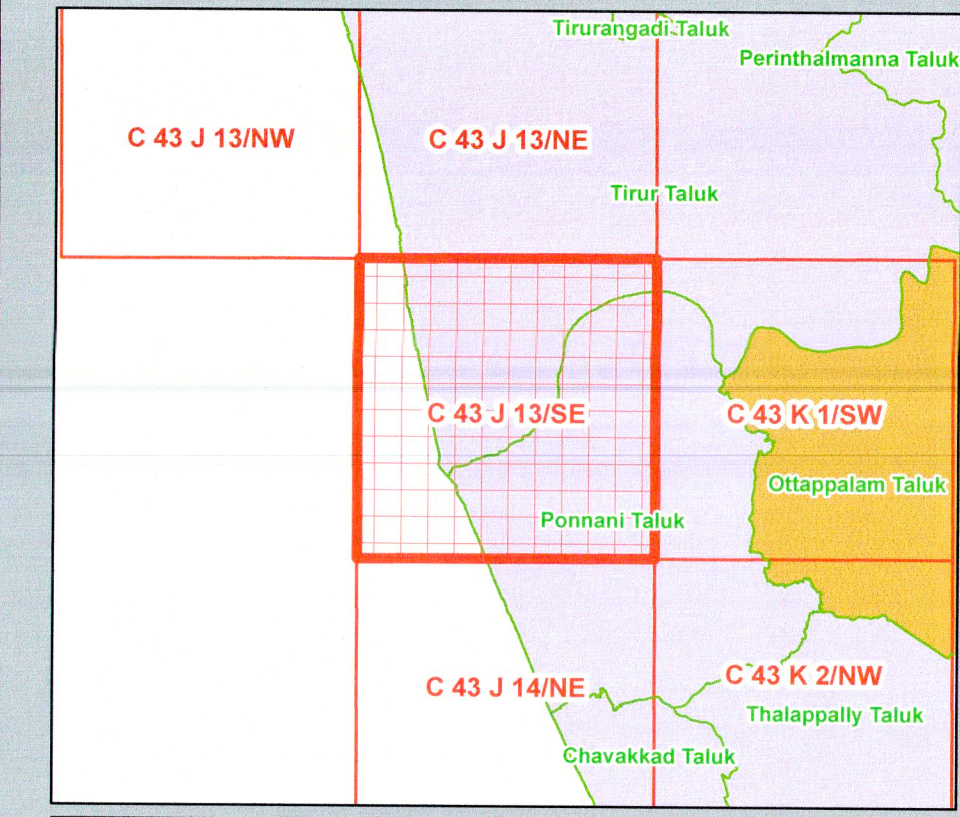 Tirurangadi Taluk
Perinthalmanna Taluk
C 43 J 13/NW
C 43 J 13/NE
Tirur Taluk
C 43 J 13/SE
C 43 K 1/SW
Ottappalam Taluk
Ponnani Taluk
C 43 J 14/NE
C 43 K 2/NW
Thalappally Taluk
Chavakkad Taluk